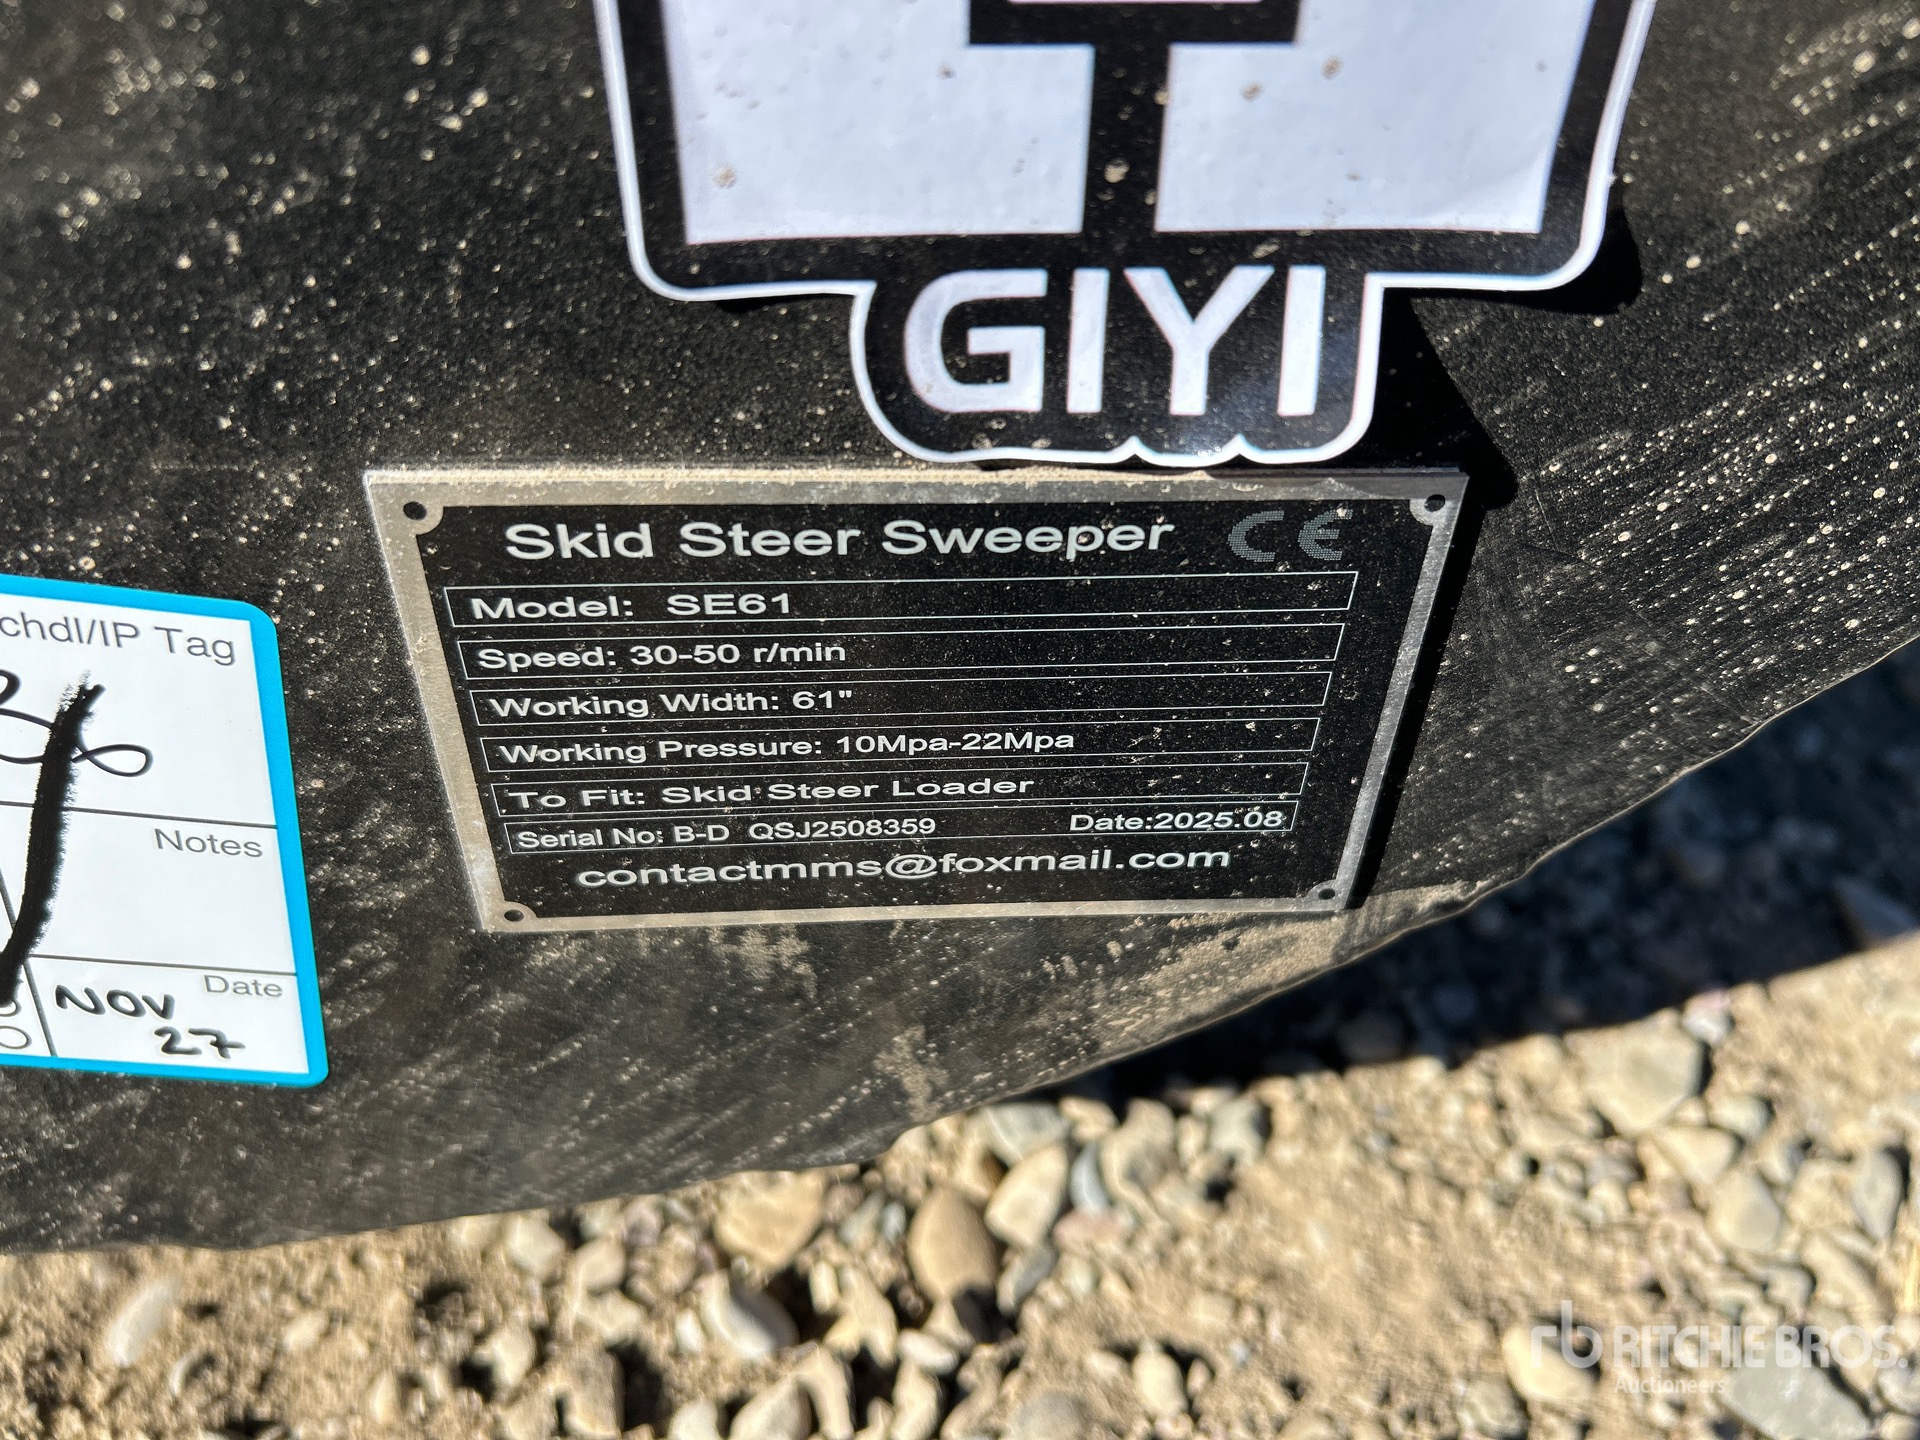 GIYI
Skid Steer Sweeper CE
Model: SE61
Speed: 30-50 r/min
Working Width: 61"
Working Pressure: 10Mpa-22Mpa
To Fit: Skid Steer Loader
Serial No: B-D QSJ2508359 Date:2025.08
contactmms@foxmail.com
chdl/IP Tag
Notes
Date
NOV
27
rb RITCHIE BROS.
Auctioneers